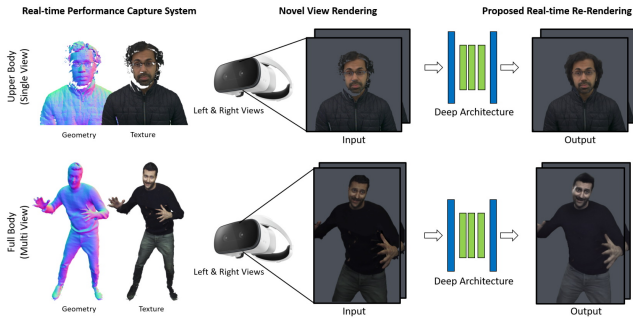 Real-time Performance Capture System
Novel View Rendering
Proposed Real-time Re-Rendering
Upper Body
(Single View)
Geometry
Texture
Left & Right Views
Input
Deep Architecture
Output
Full Body
(Multi View)
Geometry
Texture
Left & Right Views
Input
Deep Architecture
Output